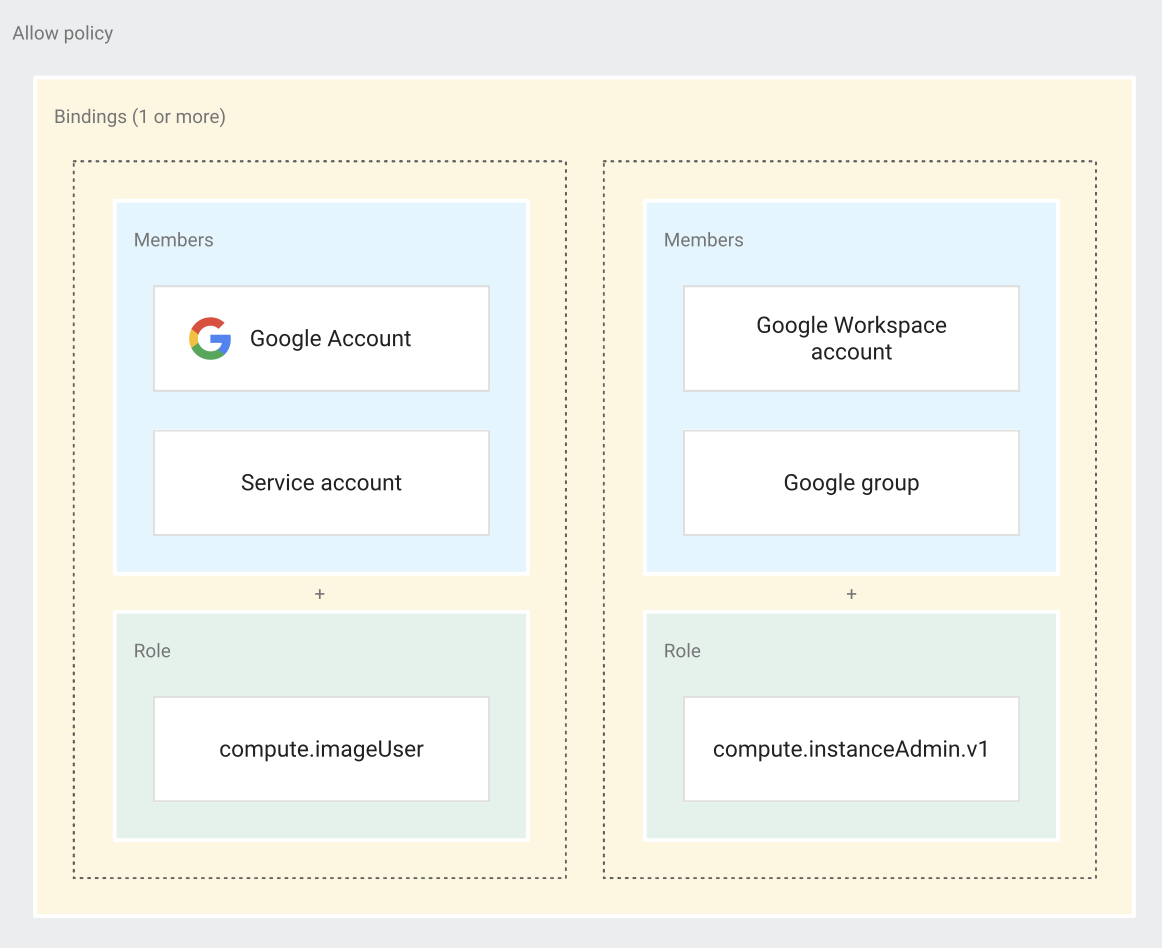 Allow policy
Bindings (1 or more)
Members
Google Account
Service account
+
Role
compute.imageUser
Members
Google Workspace
account
Google group
+
Role
compute.instanceAdmin.v1